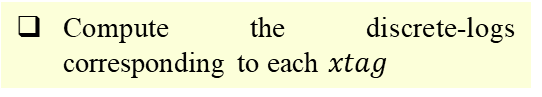 ❑ Compute the discrete-logs
corresponding to each xtag